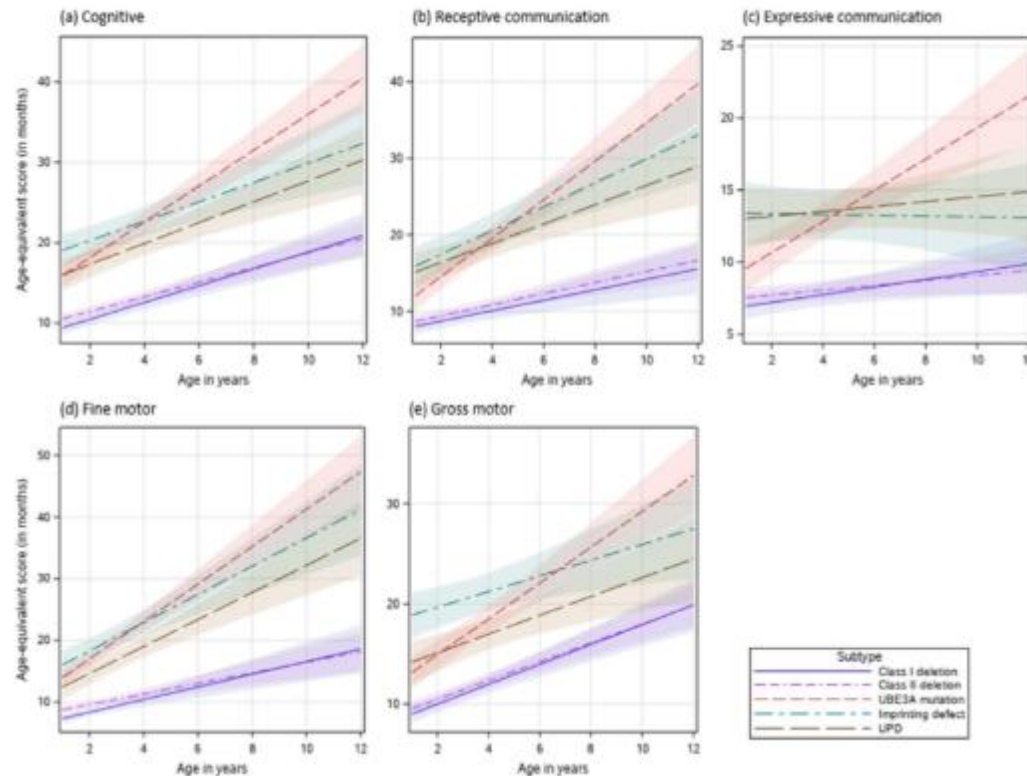 (a) Cognitive
(b) Receptive communication
(c) Expressive communication
Age-equivalent score (in months)
40
30
20
10
2 4 6 8 10 12
Age in years
40
30
20
10
2 4 6 8 10 12
Age in years
25
20
15
10
5
2 4 6 8 10 12
Age in years
(d) Fine motor
(e) Gross motor
Age-equivalent score (in months)
50
40
30
20
10
2 4 6 8 10 12
Age in years
30
20
10
2 4 6 8 10 12
Age in years
Subtype
Class I deletion
Class II deletion
UBE3A mutation
Imprinting defect
UPD